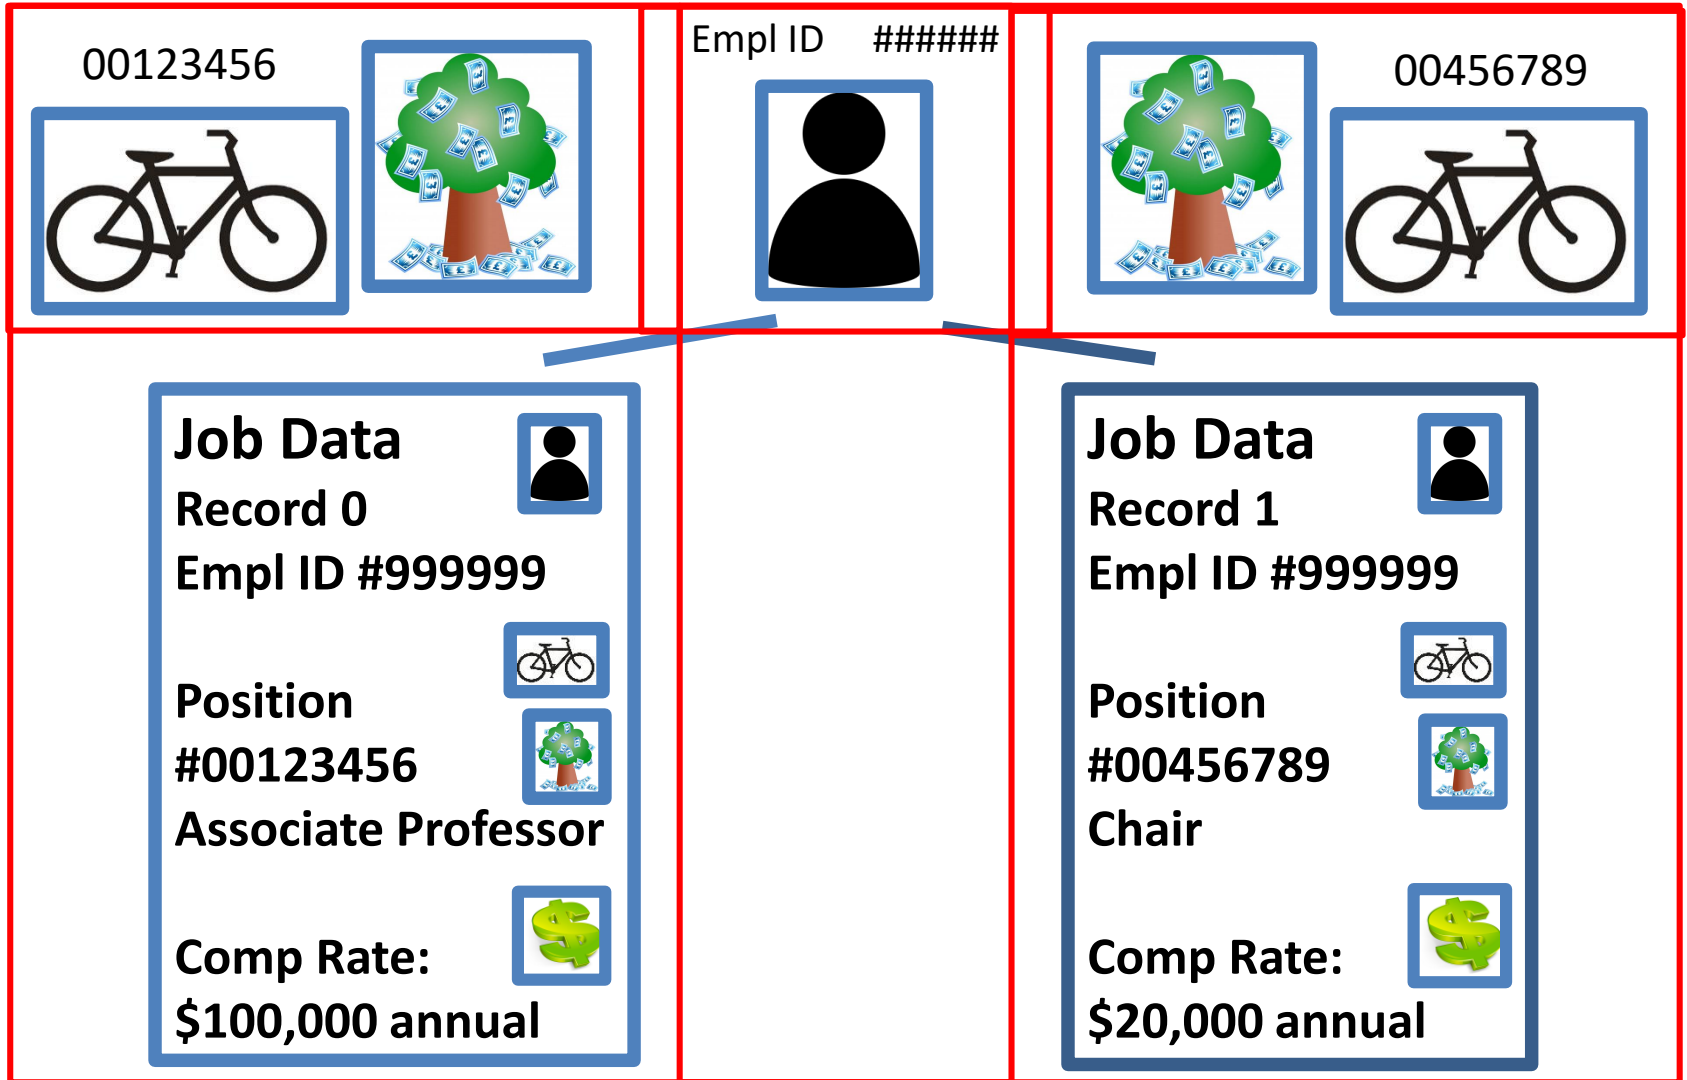 00123456
Empl ID ######
00456789
Job Data
Record 0
Empl ID #999999
Position
#00123456
Associate Professor
Comp Rate:
$100,000 annual
Job Data
Record 1
Empl ID #999999
Position
#00456789
Chair
Comp Rate:
$20,000 annual